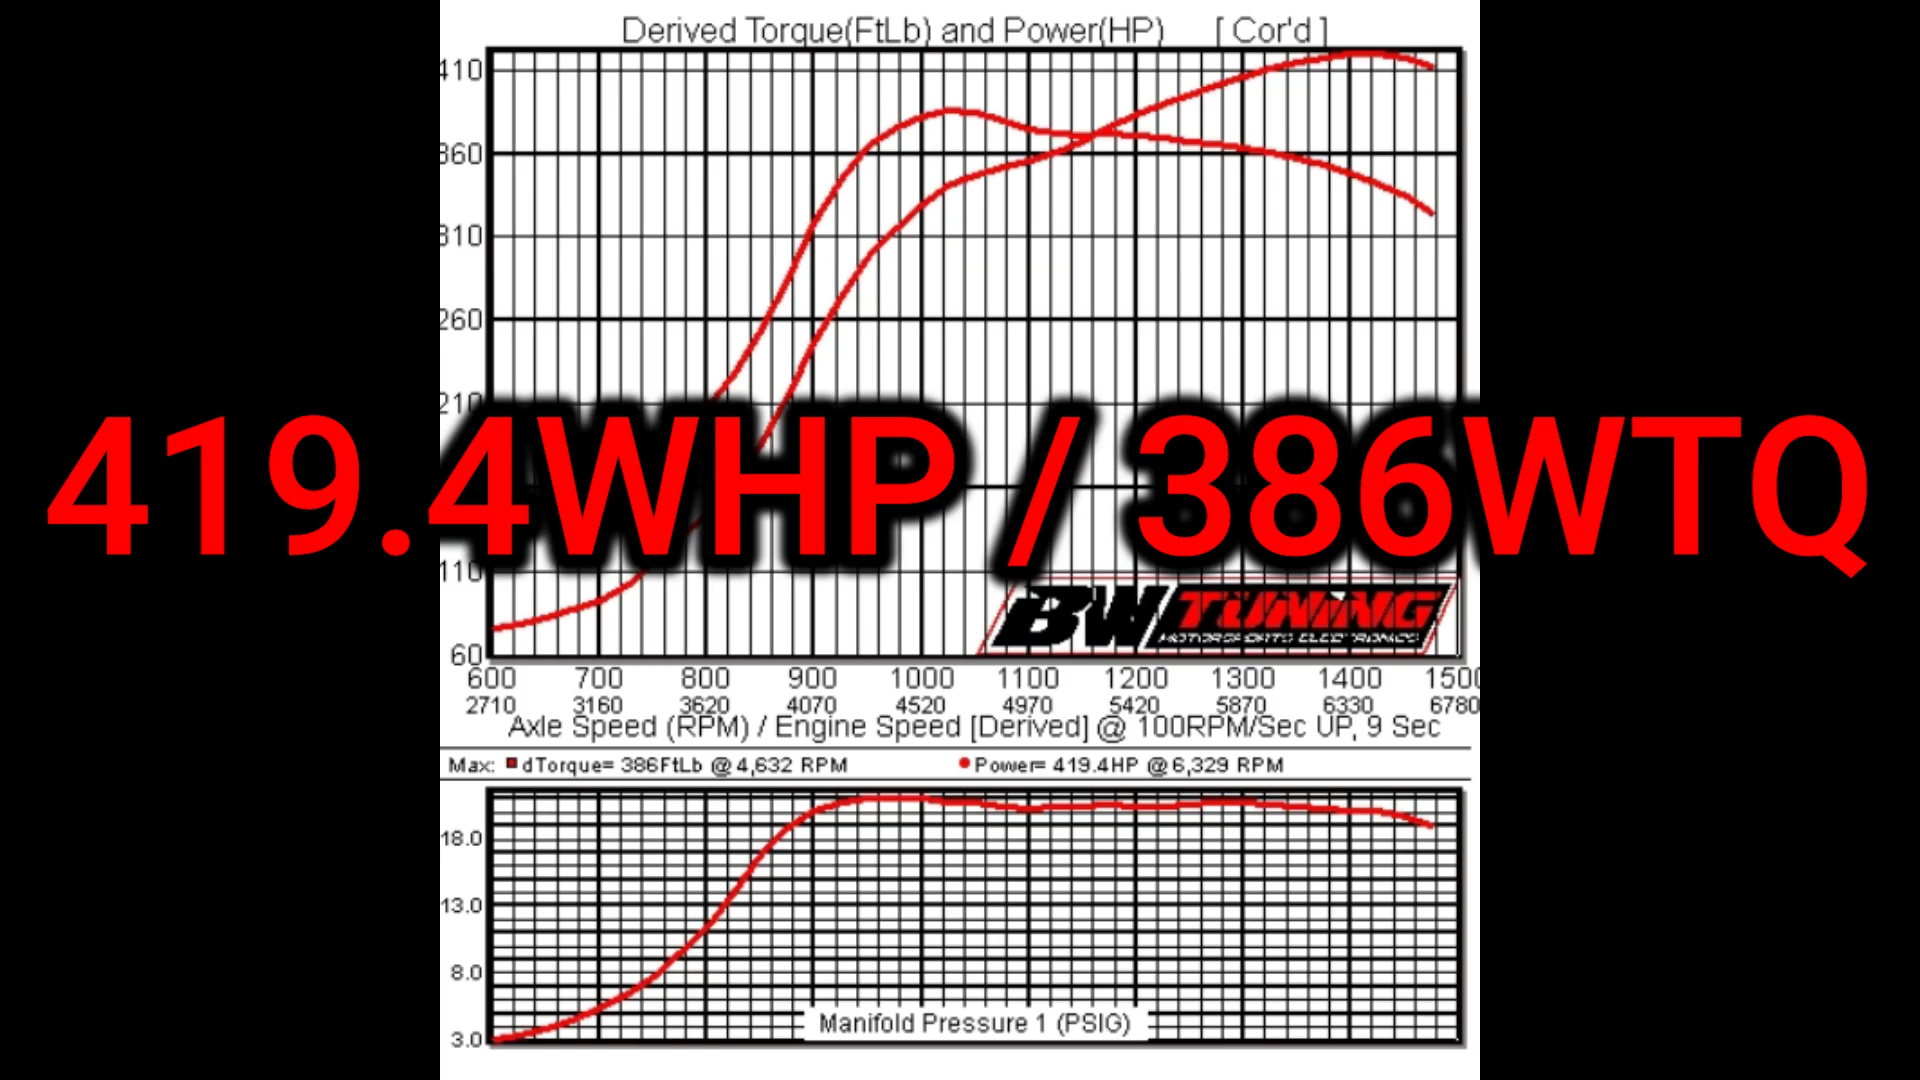 Derived Torque(FtLb) and Power(HP) [ Cor'd ]
410
360
310
260
210
419.4WHP / 386WTQ
110
BW TUNING
MOTORSPORTS ELECTRONICS
60
600 700 800 900 1000 1100 1200 1300 1400 1500
2710 3160 3620 4070 4520 4970 5420 5870 6330 6780
Axle Speed (RPM) / Engine Speed [Derived] @ 100RPM/Sec UP, 9 Sec
Max: dTorque= 386FtLb @ 4,632 RPM Power= 419.4HP @ 6,329 RPM
18.0
13.0
8.0
Manifold Pressure 1 (PSIG)
3.0